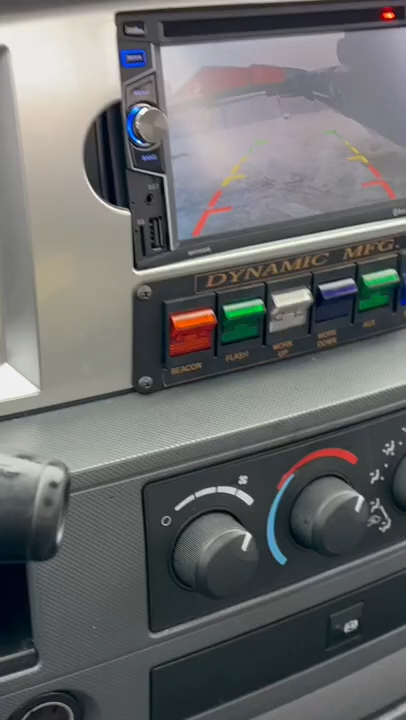 DYNAMIC MFG.
BEACON
FLASH
WORK
UP
WORK
DOWN
AUX